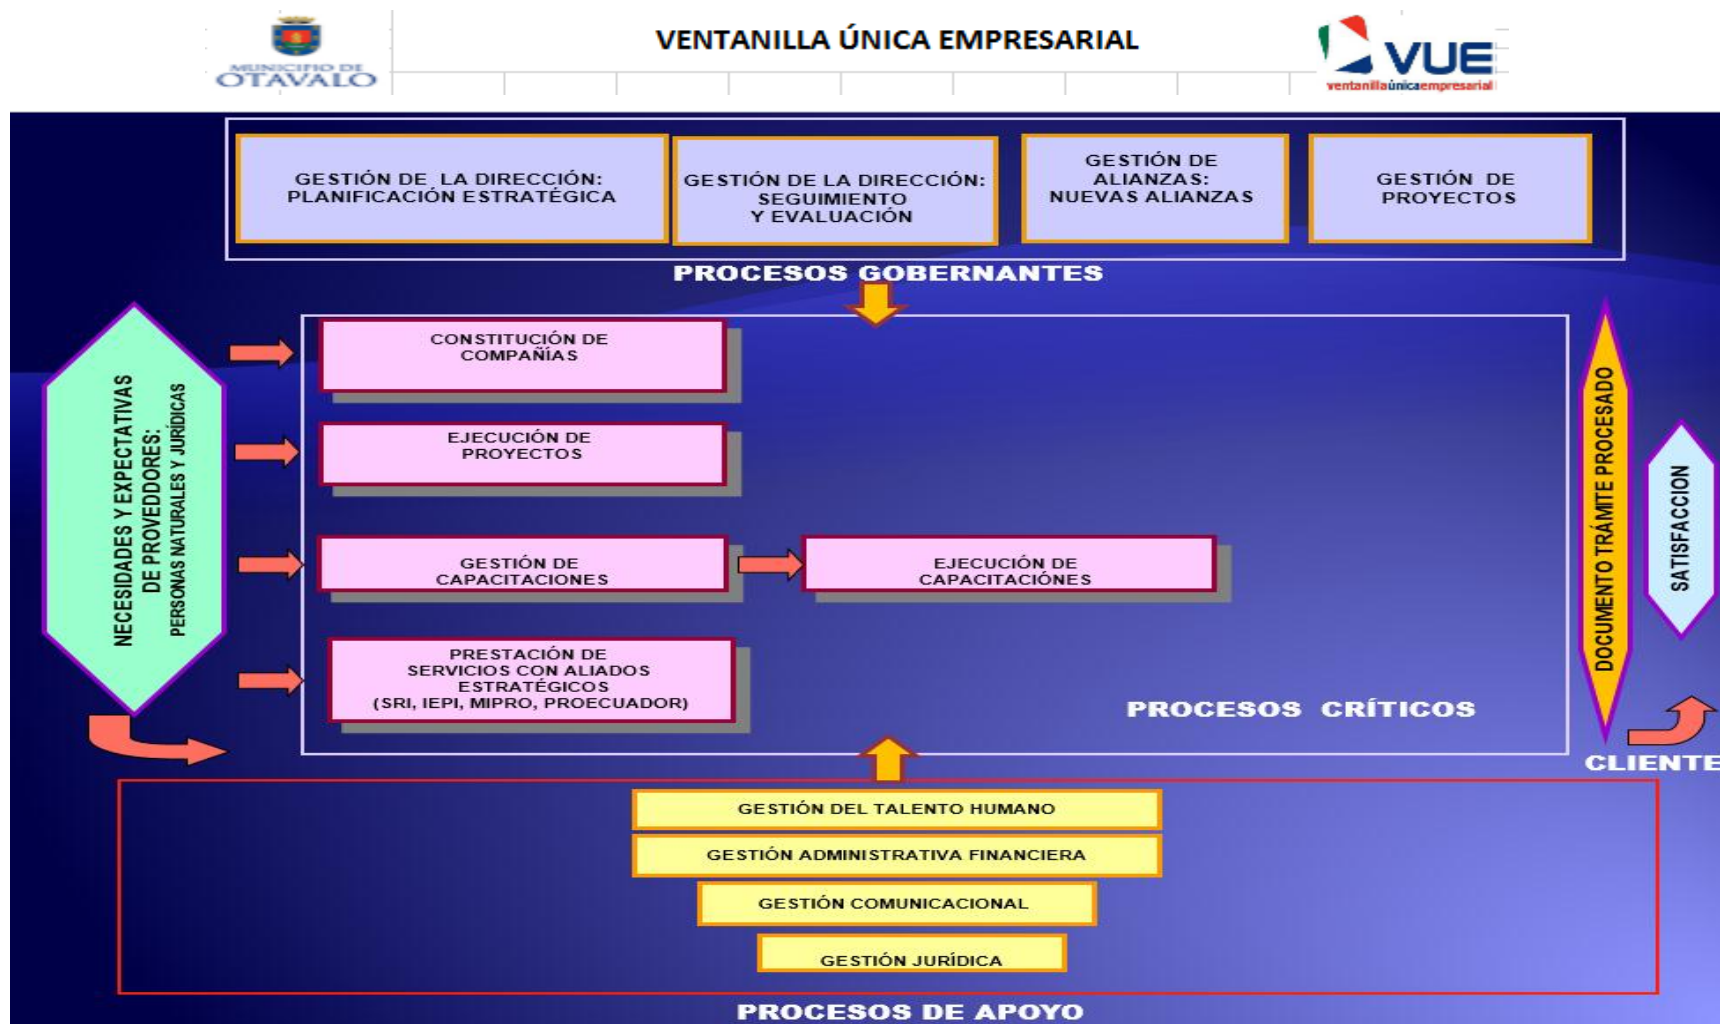 MUNICIPIO DE
OTAVALO
VENTANILLA ÚNICA EMPRESARIAL
VUE
ventanillaúnicaempresarial
GESTIÓN DE LA DIRECCIÓN:
PLANIFICACIÓN ESTRATÉGICA
GESTIÓN DE LA DIRECCIÓN:
SEGUIMIENTO
Y EVALUACIÓN
GESTIÓN DE
ALIANZAS:
NUEVAS ALIANZAS
GESTIÓN DE
PROYECTOS
PROCESOS GOBERNANTES
NECESIDADES Y EXPECTATIVAS
DE PROVEDDORES:
PERSONAS NATURALES Y JURÍDICAS
CONSTITUCIÓN DE
COMPAÑÍAS
EJECUCIÓN DE
PROYECTOS
GESTIÓN DE
CAPACITACIONES
EJECUCIÓN DE
CAPACITACIÓNES
PRESTACIÓN DE
SERVICIOS CON ALIADOS
ESTRATÉGICOS
(SRI, IEPI, MIPRO, PROECUADOR)
PROCESOS CRÍTICOS
DOCUMENTO TRÁMITE PROCESADO
SATISFACCION
CLIENTE
GESTIÓN DEL TALENTO HUMANO
GESTIÓN ADMINISTRATIVA FINANCIERA
GESTIÓN COMUNICACIONAL
GESTIÓN JURÍDICA
PROCESOS DE APOYO